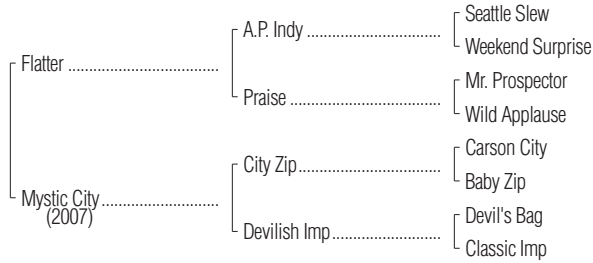 Seattle Slew
A.P. Indy ................................
Weekend Surprise
Flatter ....................................
Mr. Prospector
Praise ....................................
Wild Applause
Carson City
City Zip..................................
Baby Zip
Mystic City ............................
(2007)
Devil's Bag
Devilish Imp..........................
Classic Imp